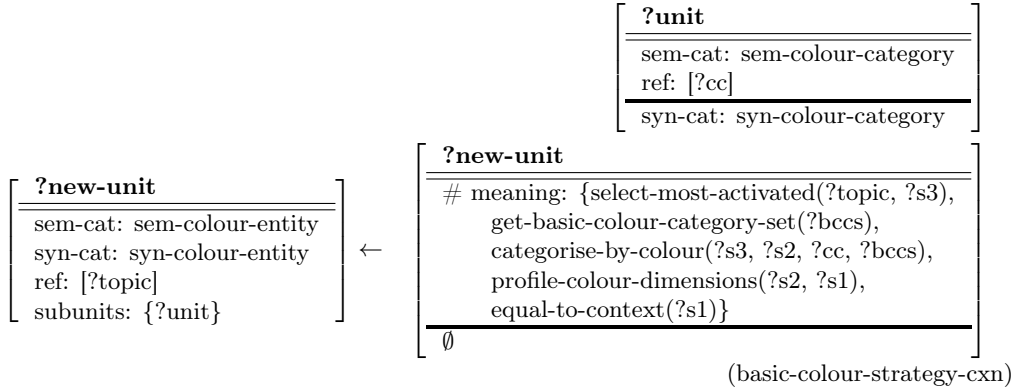 ?unit
sem-cat: sem-colour-category
ref: [?cc]
syn-cat: syn-colour-category
?new-unit
sem-cat: sem-colour-entity
syn-cat: syn-colour-entity
ref: [?topic]
subunits: {?unit}
←
?new-unit
# meaning: {select-most-activated(?topic, ?s3),
get-basic-colour-category-set(?bccs),
categorise-by-colour(?s3, ?s2, ?cc, ?bccs),
profile-colour-dimensions(?s2, ?s1),
equal-to-context(?s1)}
∅
(basic-colour-strategy-cxn)